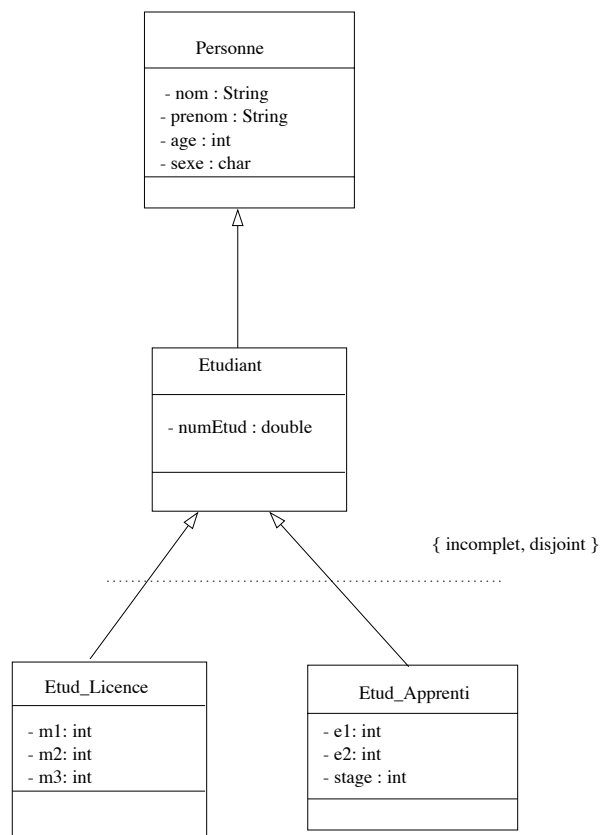 Personne
- nom : String
- prenom : String
- age : int
- sexe : char
Etudiant
- numEtud : double
{ incomplet, disjoint }
Etud_Licence
- m1: int
- m2: int
- m3: int
Etud_Apprenti
- e1: int
- e2: int
- stage : int